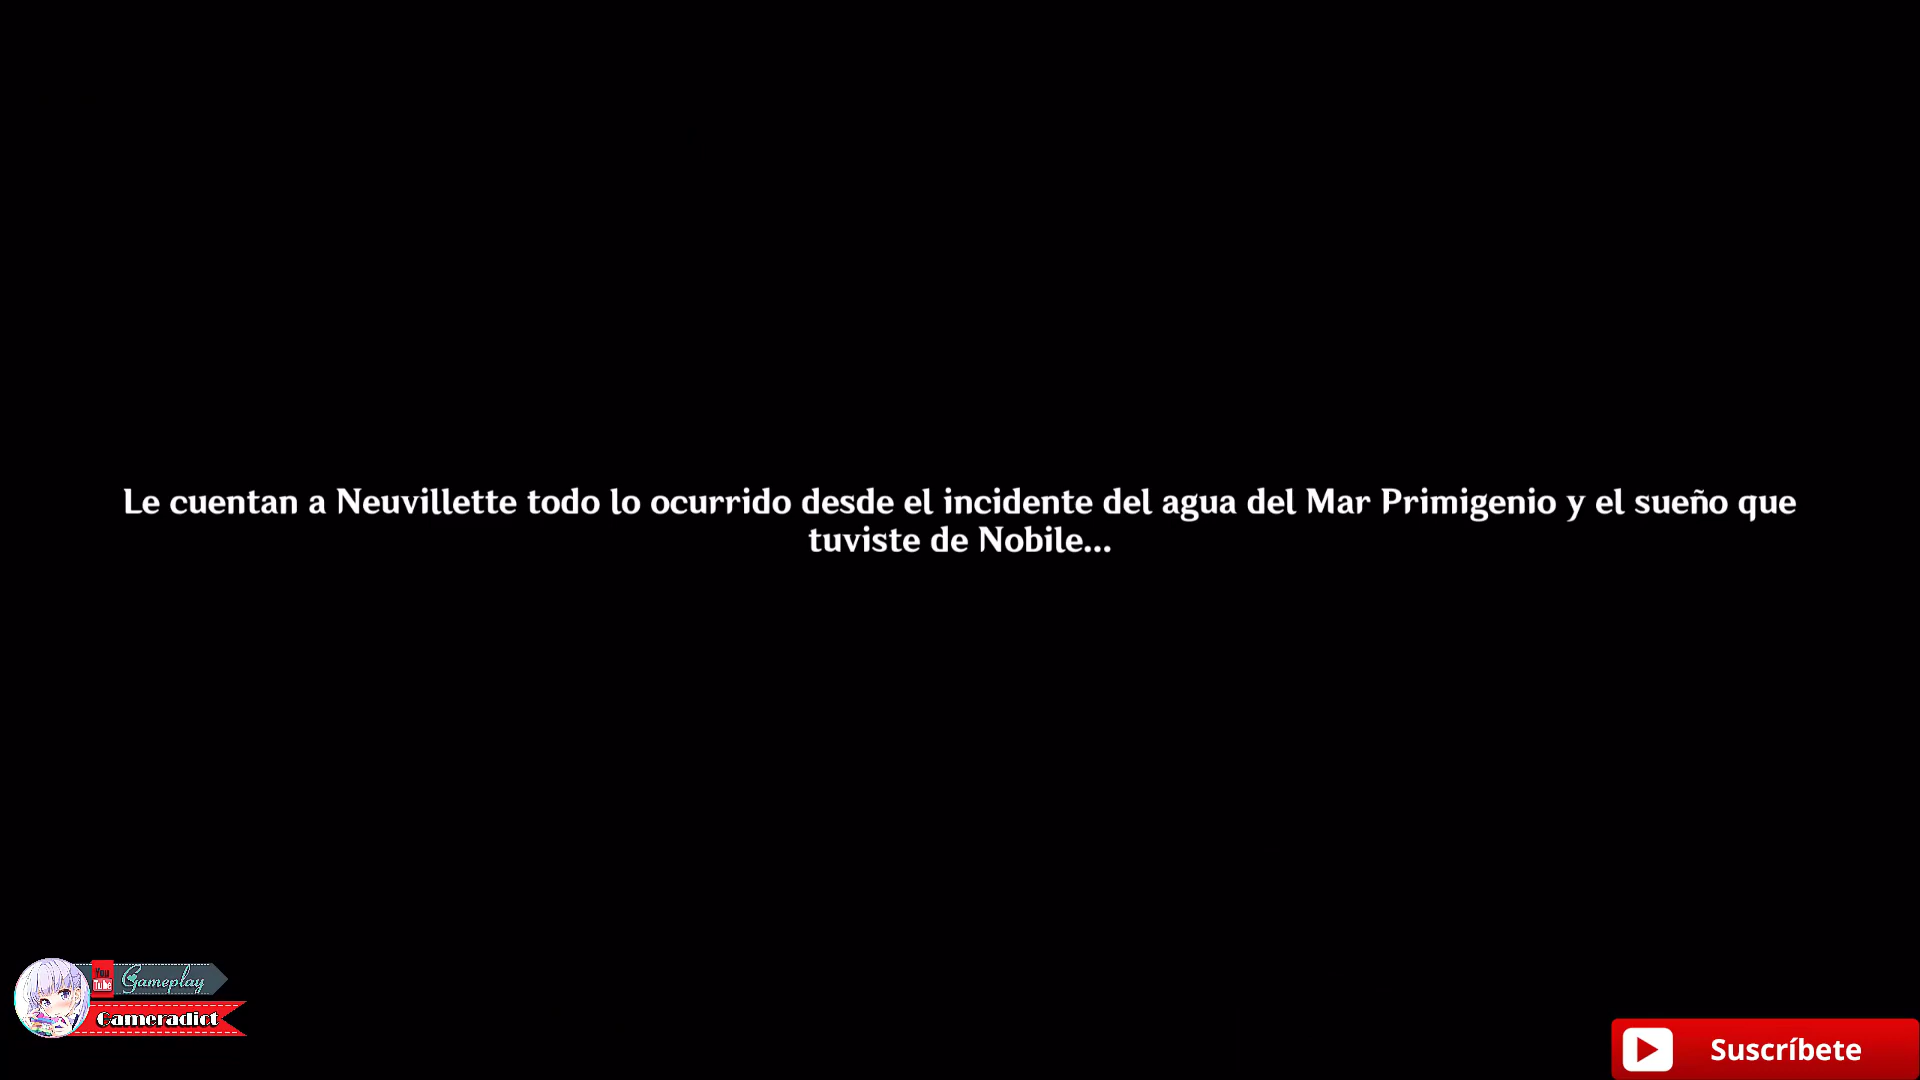 Le cuentan a Neuvillette todo lo ocurrido desde el incidente del agua del Mar Primigenio y el sueño que
tuviste de Nobile...
You
Tube
Gameplay
Gameradict
Suscríbete